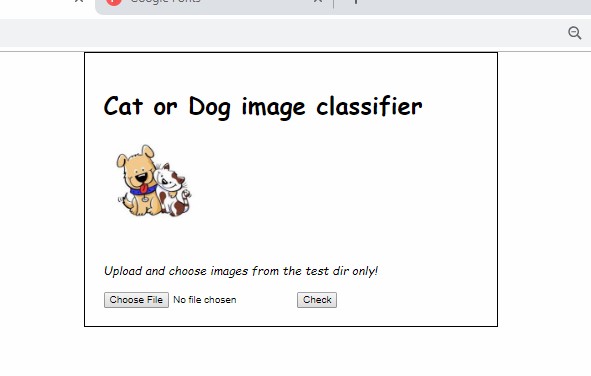 Google Fonts
Cat or Dog image classifier
Upload and choose images from the test dir only!
Choose File No file chosen Check